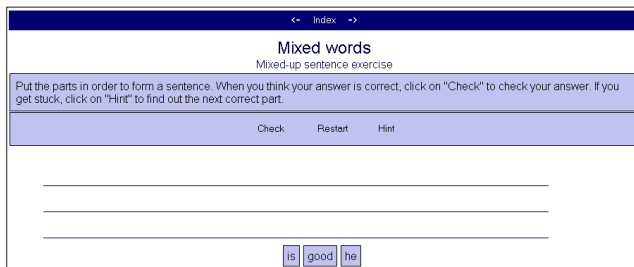 <- Index ->
Mixed words
Mixed-up sentence exercise
Put the parts in order to form a sentence. When you think your answer is correct, click on "Check" to check your answer. If you
get stuck, click on "Hint" to find out the next correct part.
Check Restart Hint
is good he